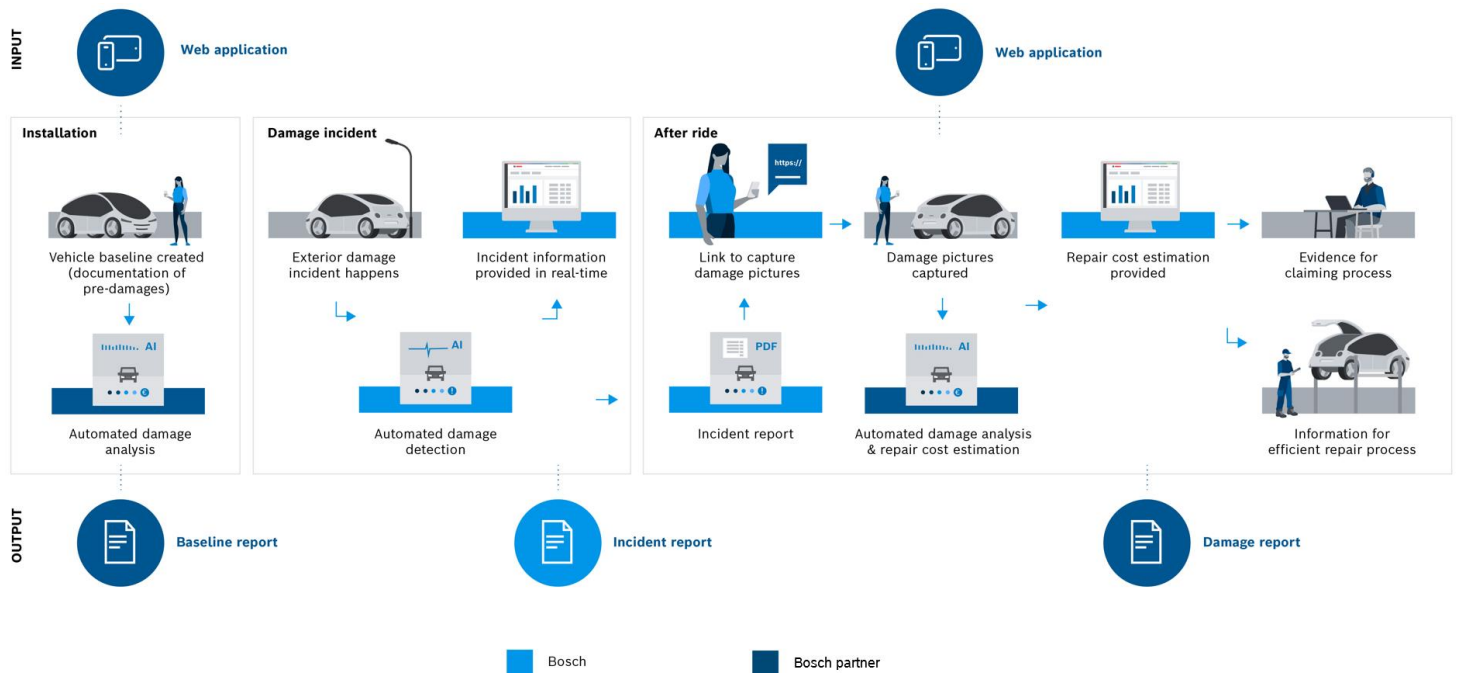 INPUT
Web application
Web application
Installation
Vehicle baseline created
(documentation of
pre-damages)
AI
Automated damage
analysis
Damage incident
Exterior damage
incident happens
Incident information
provided in real-time
AI
Automated damage
detection
After ride
https://
Link to capture
damage pictures
Damage pictures
captured
Repair cost estimation
provided
Evidence for
claiming process
PDF
Incident report
AI
Automated damage analysis
& repair cost estimation
Information for
efficient repair process
OUTPUT
Baseline report
Incident report
Damage report
Bosch
Bosch partner